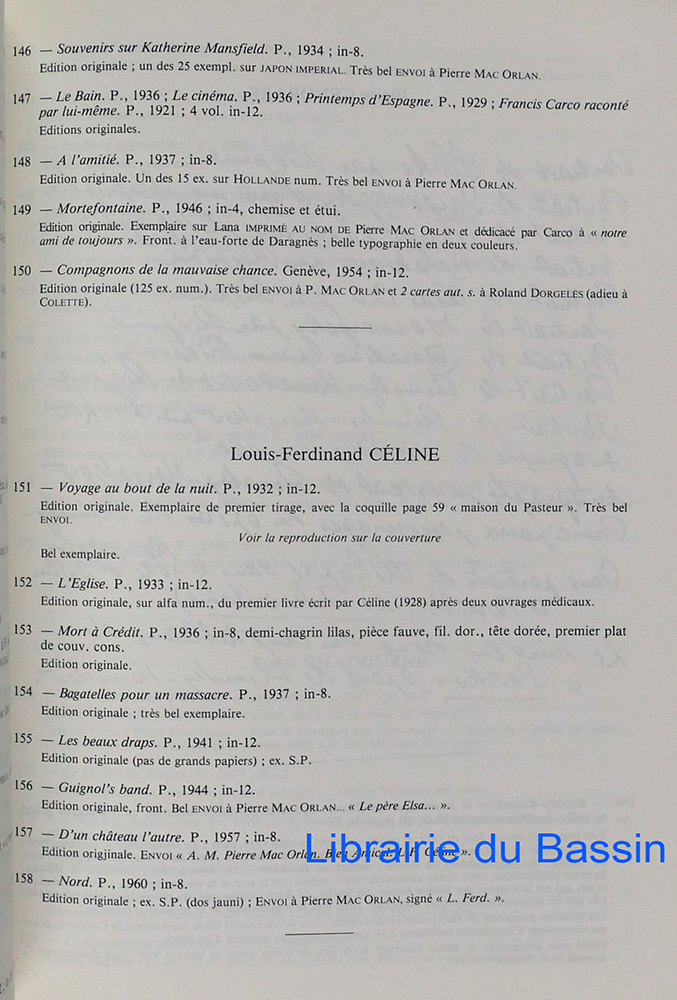 146 — Souvenirs sur Katherine Mansfield. P., 1934 ; in-8.
Edition originale ; un des 25 exempl. sur JAPON IMPERIAL. Très bel ENVOI à Pierre MAC ORLAN.
147 — Le Bain. P., 1936 ; Le cinéma. P., 1936 ; Printemps d'Espagne. P., 1929 ; Francis Carco raconté
par lui-même. P., 1921 ; 4 vol. in-12.
Editions originales.
148 — A l'amitié. P., 1937 ; in-8.
Edition originale. Un des 15 ex. sur HOLLANDE num. Très bel ENVOI à Pierre MAC ORLAN.
149 — Mortefontaine. P., 1946 ; in-4, chemise et étui.
Edition originale. Exemplaire sur Lana IMPRIMÉ AU NOM DE Pierre MAC ORLAN et dédicacé par Carco à « notre
ami de toujours ». Front. à l'eau-forte de Daragnès ; belle typographie en deux couleurs.
150 — Compagnons de la mauvaise chance. Genève, 1954 ; in-12.
Edition originale (125 ex. num.). Très bel ENVOI à P. MAC ORLAN et 2 cartes aut. s. à Roland DORGELÈS (adieu à
COLETTE).
Louis-Ferdinand CÉLINE
151 — Voyage au bout de la nuit. P., 1932 ; in-12.
Edition originale. Exemplaire de premier tirage, avec la coquille page 59 « maison du Pasteur ». Très bel
ENVOI.
Voir la reproduction sur la couverture
Bel exemplaire.
152 — L'Eglise. P., 1933 ; in-12.
Edition originale, sur alfa num., du premier livre écrit par Céline (1928) après deux ouvrages médicaux.
153 — Mort à Crédit. P., 1936 ; in-8, demi-chagrin lilas, pièce fauve, fil. dor., tête dorée, premier plat
de couv. cons.
Edition originale.
154 — Bagatelles pour un massacre. P., 1937 ; in-8.
Edition originale ; très bel exemplaire.
155 — Les beaux draps. P., 1941 ; in-12.
Edition originale (pas de grands papiers) ; ex. S.P.
156 — Guignol's band. P., 1944 ; in-12.
Edition originale, front. Bel ENVOI à Pierre MAC ORLAN... « Le père Elsa... ».
157 — D'un château l'autre. P., 1957 ; in-8.
Edition origjinale. ENVOI « A. M. Pierre Mac Orlan. Bien Amical. L.F. Céline ».
Librairie du Bassin
158 — Nord. P., 1960 ; in-8.
Edition originale ; ex. S.P. (dos jauni) ; ENVOI à Pierre MAC ORLAN, signé « L. Ferd. ».